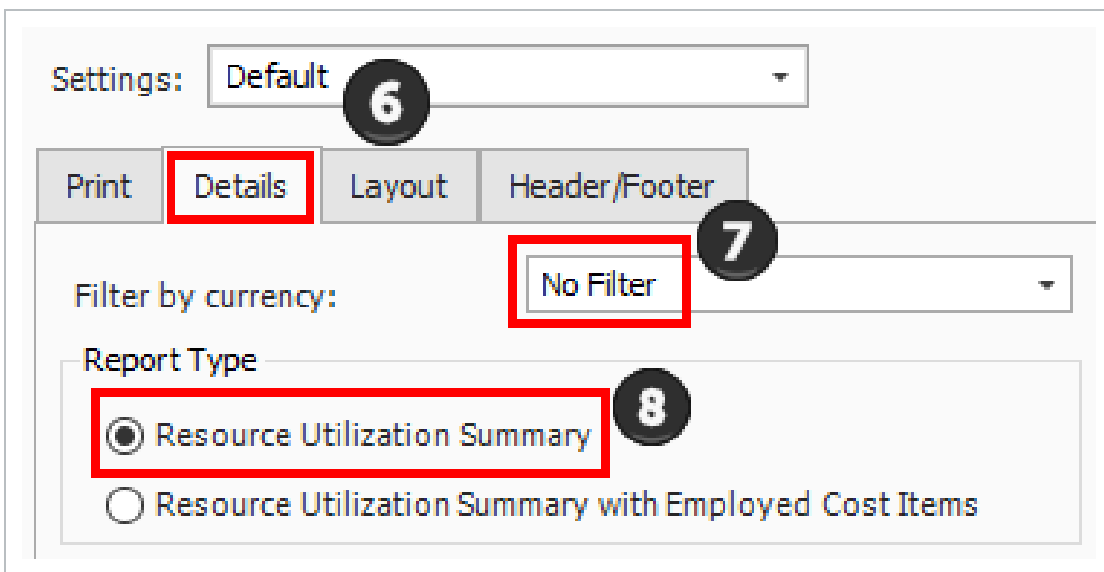 Settings: Default
6
Print Details Layout Header/Footer
7
Filter by currency: No Filter
Report Type
8
Resource Utilization Summary
Resource Utilization Summary with Employed Cost Items